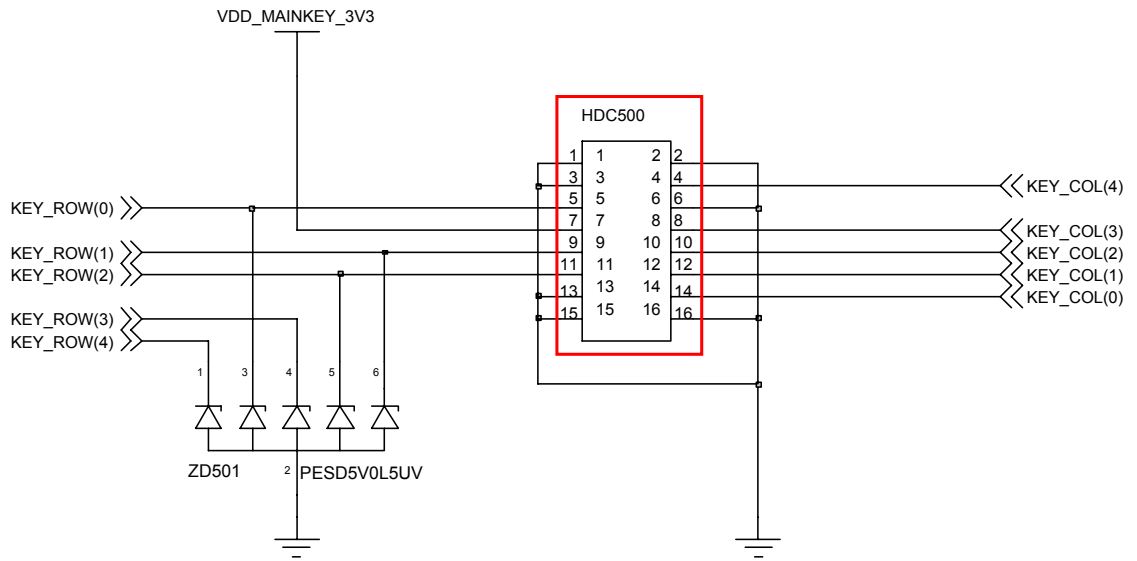 VDD_MAINKEY_3V3
HDC500
1 1 2 2
3 3 4 4 KEY_COL(4)
KEY_ROW(0) 5 5 6 6
7 7 8 8 KEY_COL(3)
KEY_ROW(1) 9 9 10 10 KEY_COL(2)
KEY_ROW(2) 11 11 12 12 KEY_COL(1)
13 13 14 14 KEY_COL(0)
KEY_ROW(3) 15 15 16 16
KEY_ROW(4)
1 3 4 5 6
ZD501 2 PESD5V0L5UV